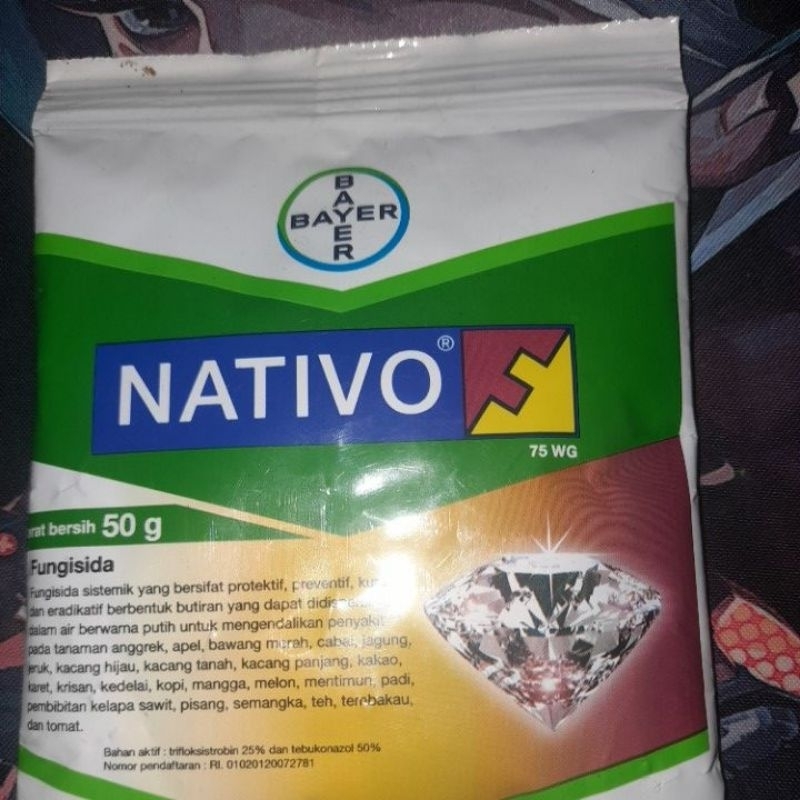 BAYER
BAYER
NATIVO®
75 WG
rat bersih 50 g
Fungisida
Fungisida sistemik yang bersifat protektif, preventif,
dan eradikatif berbentuk butiran yang dapat
dalam air berwarna putih untuk mengendalikan penyakit
pada tanaman anggrek, apel, bawang merah, cabai, jagung,
jeruk, kacang hijau, kacang tanah, kacang panjang, kakao,
karet, krisan, kedelai, kopi, mangga, melon, mentimun, padi,
pembibitan kelapa sawit, pisang, semangka, teh, tembakau,
dan tomat.
Bahan aktif : trifloksistrobin 25% dan tebukonazol 50%
Nomor pendaftaran : RI. 01020120072781